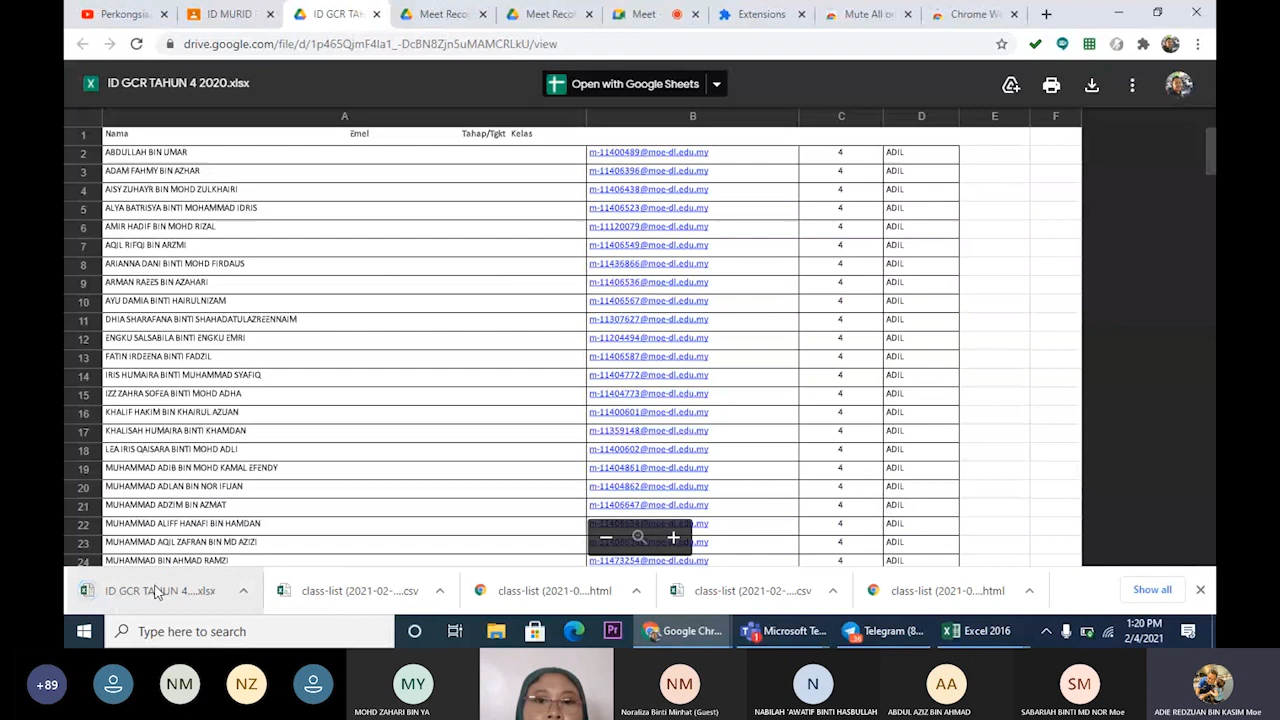 Perkongsia
ID MURID
ID GCR TAH
Meet Reco
Meet Reco
Meet -
Extensions
Mute All o
Chrome We
drive.google.com/file/d/1p465QjmF4Ia1_-DcBN8Zjn5uMAMCRLkU/view
ID GCR TAHUN 4 2020.xlsx
Open with Google Sheets
A B C D E F
1 Nama Emel Tahap/Tgkt Kelas
2 ABDULLAH BIN UMAR m-11400489@moe-dl.edu.my 4 ADIL
3 ADAM FAHMY BIN AZHAR m-11406396@moe-dl.edu.my 4 ADIL
4 AISY ZUHAYR BIN MOHD ZULKHAIRI m-11406438@moe-dl.edu.my 4 ADIL
5 ALYA BATRISYA BINTI MOHAMMAD IDRIS m-11406523@moe-dl.edu.my 4 ADIL
6 AMIR HADIF BIN MOHD RIZAL m-11120079@moe-dl.edu.my 4 ADIL
7 AQIL RIFQI BIN ARZMI m-11406549@moe-dl.edu.my 4 ADIL
8 ARIANNA DANI BINTI MOHD FIRDAUS m-11436866@moe-dl.edu.my 4 ADIL
9 ARMAN RAEES BIN AZAHARI m-11406536@moe-dl.edu.my 4 ADIL
10 AYU DAMIA BINTI HAIRULNIZAM m-11406567@moe-dl.edu.my 4 ADIL
11 DHIA SHARAFANA BINTI SHAHADATULAZREENNAIM m-11307627@moe-dl.edu.my 4 ADIL
12 ENGKU SALSABILA BINTI ENGKU EMRI m-11204494@moe-dl.edu.my 4 ADIL
13 FATIN IRDEENA BINTI FADZIL m-11406587@moe-dl.edu.my 4 ADIL
14 IRIS HUMAIRA BINTI MUHAMMAD SYAFIQ m-11404772@moe-dl.edu.my 4 ADIL
15 IZZ ZAHRA SOFEA BINTI MOHD ADHA m-11404773@moe-dl.edu.my 4 ADIL
16 KHALIF HAKIM BIN KHAIRUL AZUAN m-11400601@moe-dl.edu.my 4 ADIL
17 KHALISAH HUMAIRA BINTI KHAMDAN m-11359148@moe-dl.edu.my 4 ADIL
18 LEA IRIS QAISARA BINTI MOHD ADLI m-11400602@moe-dl.edu.my 4 ADIL
19 MUHAMMAD ADIB BIN MOHD KAMAL EFENDY m-11404861@moe-dl.edu.my 4 ADIL
20 MUHAMMAD ADLAN BIN NOR IFUAN m-11404862@moe-dl.edu.my 4 ADIL
21 MUHAMMAD ADZIM BIN AZMAT m-11406647@moe-dl.edu.my 4 ADIL
22 MUHAMMAD ALIFF HANAFI BIN HAMDAN 4 ADIL
23 MUHAMMAD AQIL ZAFRAN BIN MD AZIZI 4 ADIL
24 MUHAMMAD BIN AHMAD RAMZI m-11473254@moe-dl.edu.my 4 ADIL
ID GCR TAHUN 4....xlsx
class-list (2021-02-....csv
class-list (2021-0....html
class-list (2021-02-....csv
class-list (2021-0....html
Show all
Type here to search
Pr
Google Chr...
Microsoft Te...
Telegram (8...
Excel 2016
1:20 PM
2/4/2021
+89
NM
NZ
MY
MOHD ZAHARI BIN YA
NM
Noraliza Binti Minhat (Guest)
N
NABILAH 'AWATIF BINTI HASBULLAH
AA
ABDUL AZIZ BIN AHMAD
SM
SABARIAH BINTI MD NOR Moe
ADIE REDZUAN BIN KASIM Moe